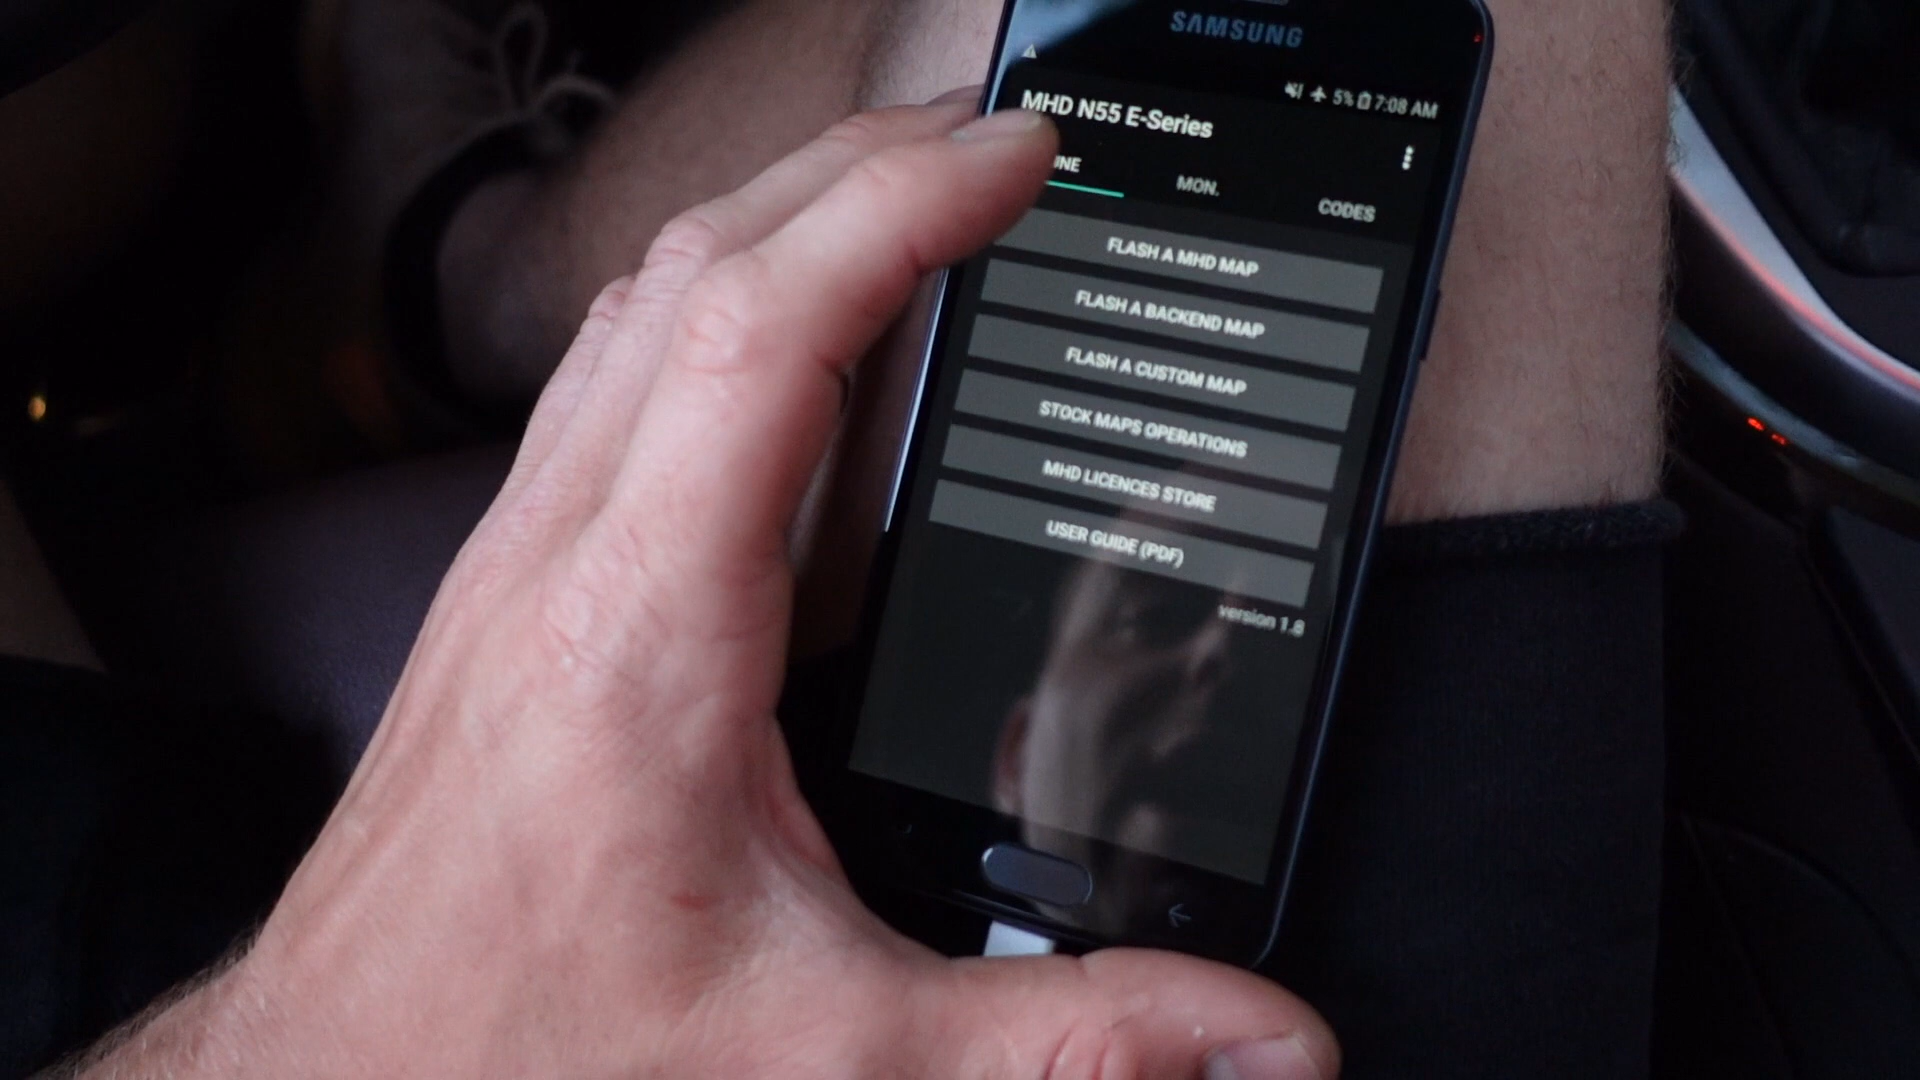 SAMSUNG
5% 7:08 AM
MHD N55 E-Series
MON.
CODES
FLASH A MHD MAP
FLASH A BACKEND MAP
FLASH A CUSTOM MAP
STOCK MAPS OPERATIONS
MHD LICENCES STORE
USER GUIDE (PDF)
version 1.8